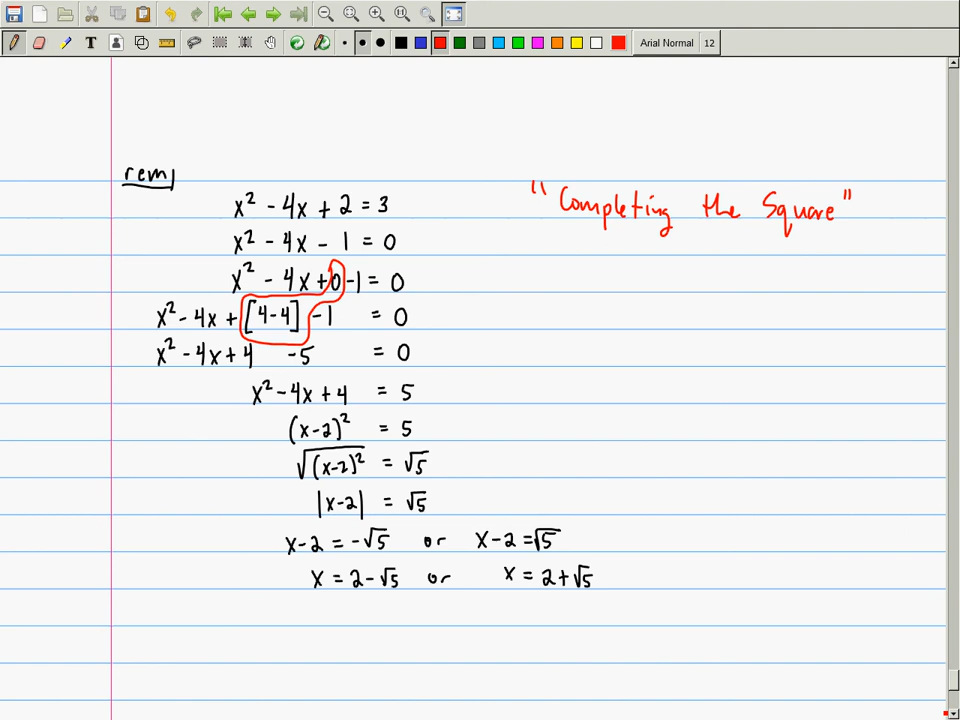 T
Arial Normal 12
rem
x² - 4x + 2 = 3
"Completing the Square"
x² - 4x - 1 = 0
x² - 4x + 0 - 1 = 0
x² - 4x + [4-4] - 1 = 0
x² - 4x + 4 - 5 = 0
x² - 4x + 4 = 5
(x-2)² = 5
√(x-2)² = √5
|x-2| = √5
x-2 = -√5 or x-2 = √5
x = 2-√5 or x = 2+√5